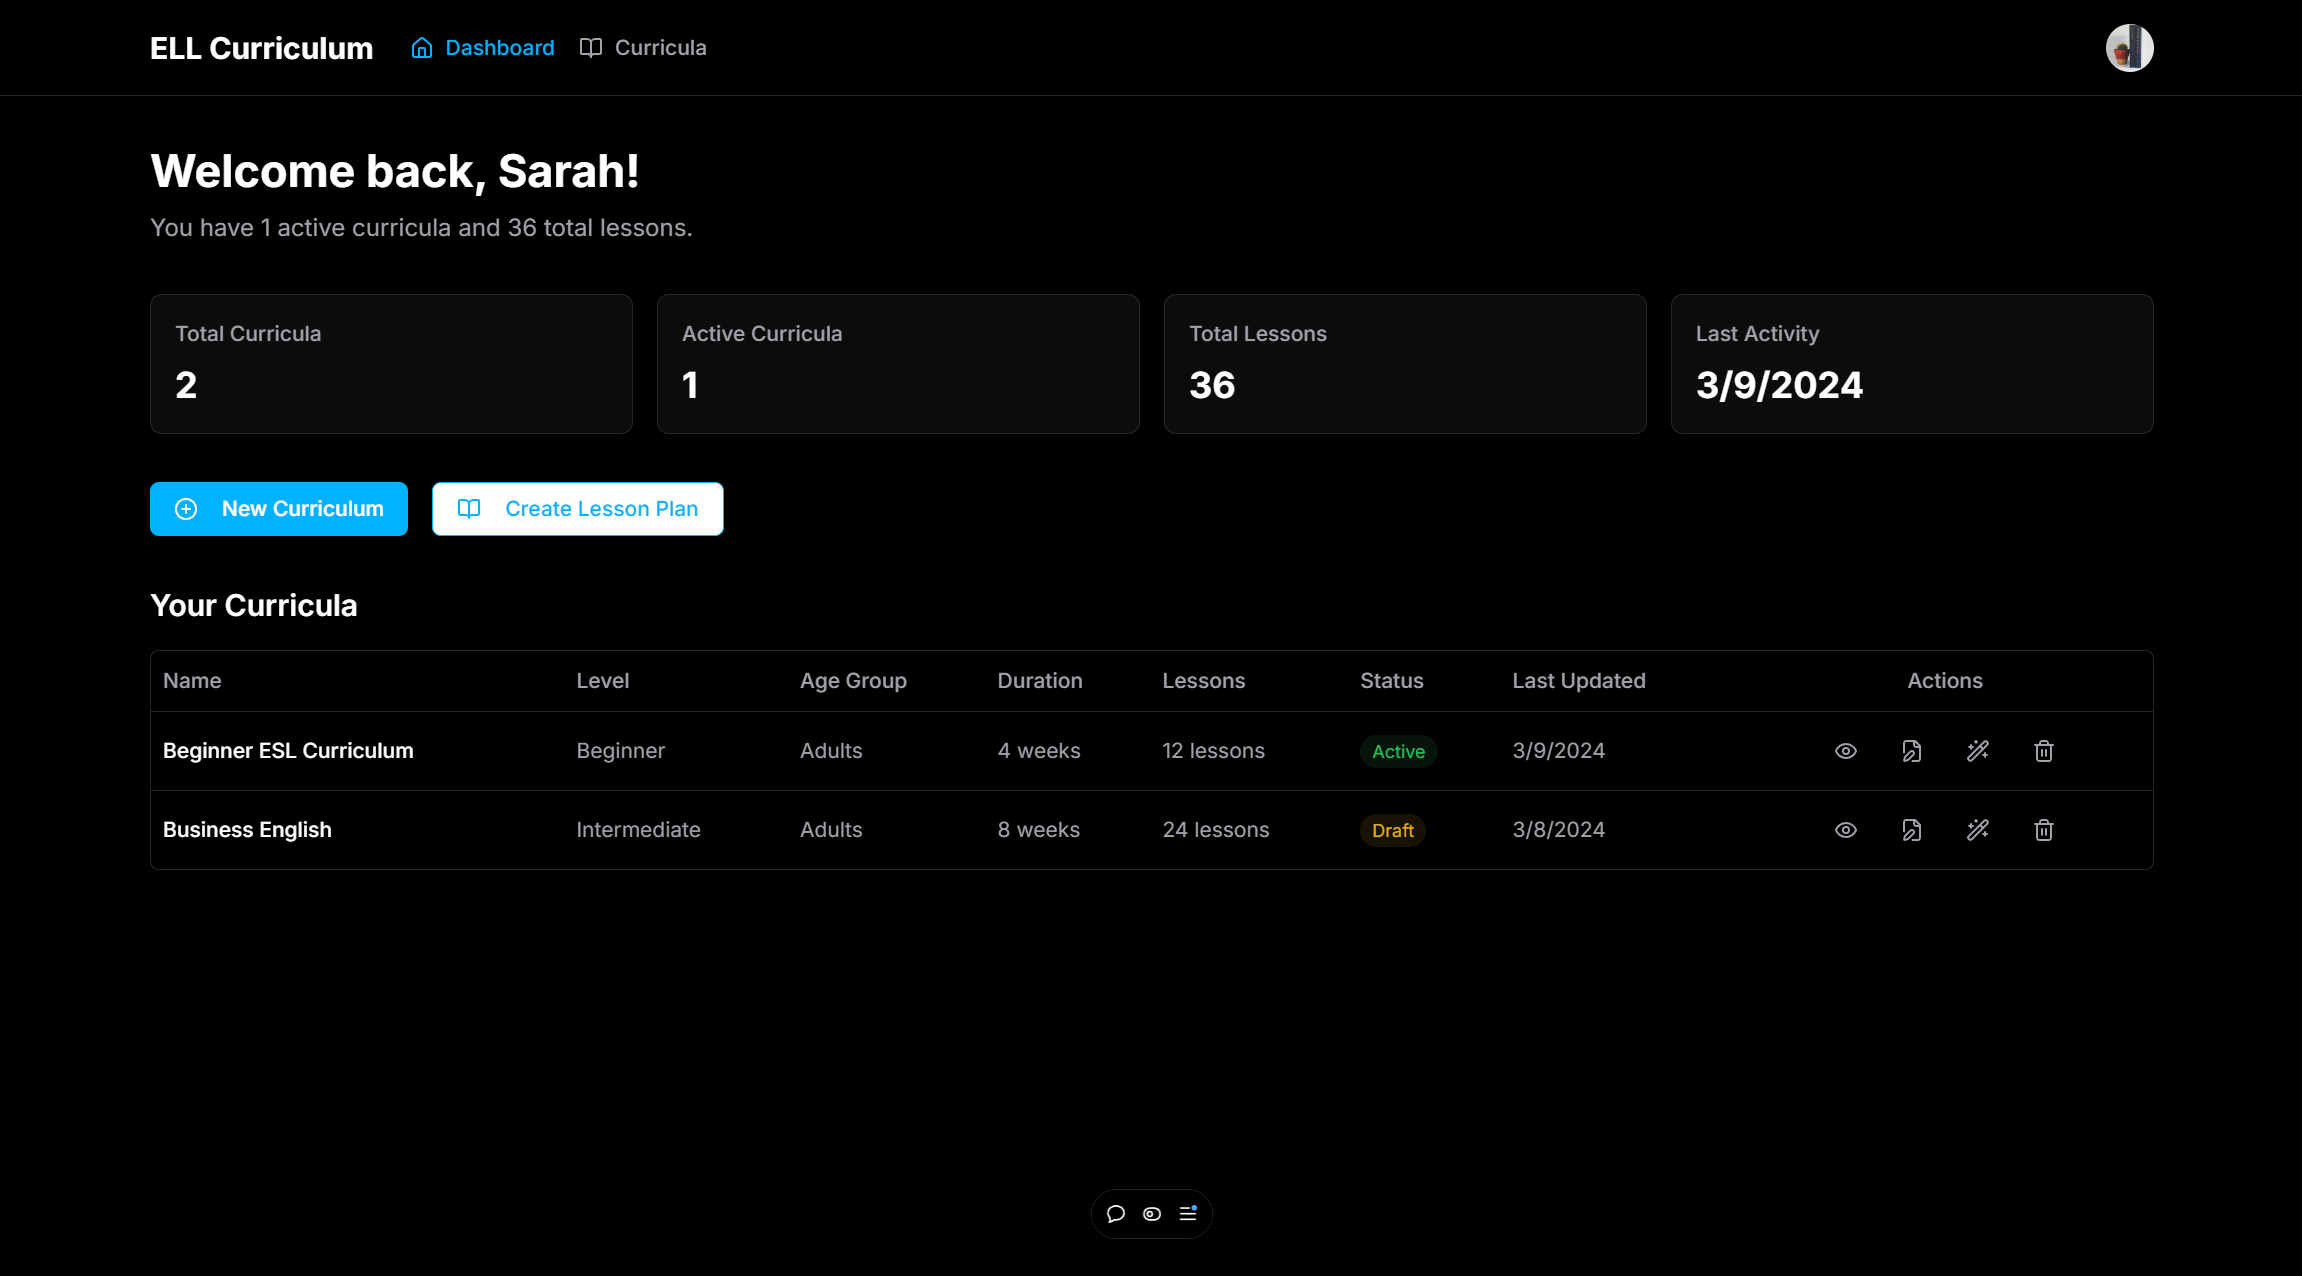 ELL Curriculum Dashboard Curricula
Welcome back, Sarah!
You have 1 active curricula and 36 total lessons.
Total Curricula
2
Active Curricula
1
Total Lessons
36
Last Activity
3/9/2024
New Curriculum Create Lesson Plan
Your Curricula
Name Level Age Group Duration Lessons Status Last Updated Actions
Beginner ESL Curriculum Beginner Adults 4 weeks 12 lessons Active 3/9/2024
Business English Intermediate Adults 8 weeks 24 lessons Draft 3/8/2024